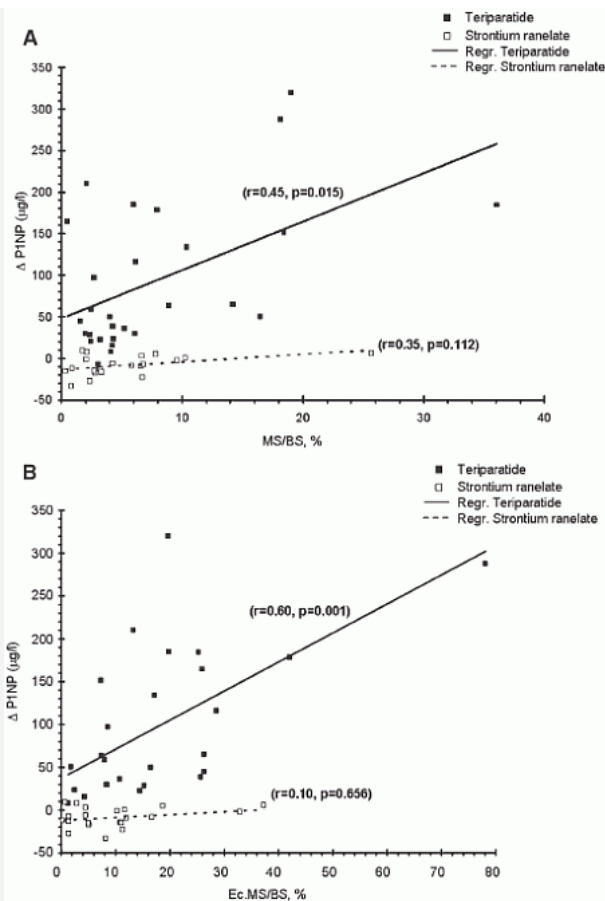 A
Teriparatide
Strontium ranelate
Regr. Teriparatide
Regr. Strontium ranelate
350
300
250
200
150
100
50
0
-50
Δ P1NP (µg/l)
(r=0.45, p=0.015)
(r=0.35, p=0.112)
0 10 20 30 40
MS/BS, %
B
Teriparatide
Strontium ranelate
Regr. Teriparatide
Regr. Strontium ranelate
350
300
250
200
150
100
50
0
-50
Δ P1NP (µg/l)
(r=0.60, p=0.001)
(r=0.10, p=0.656)
0 10 20 30 40 50 60 70 80
Ec.MS/BS, %